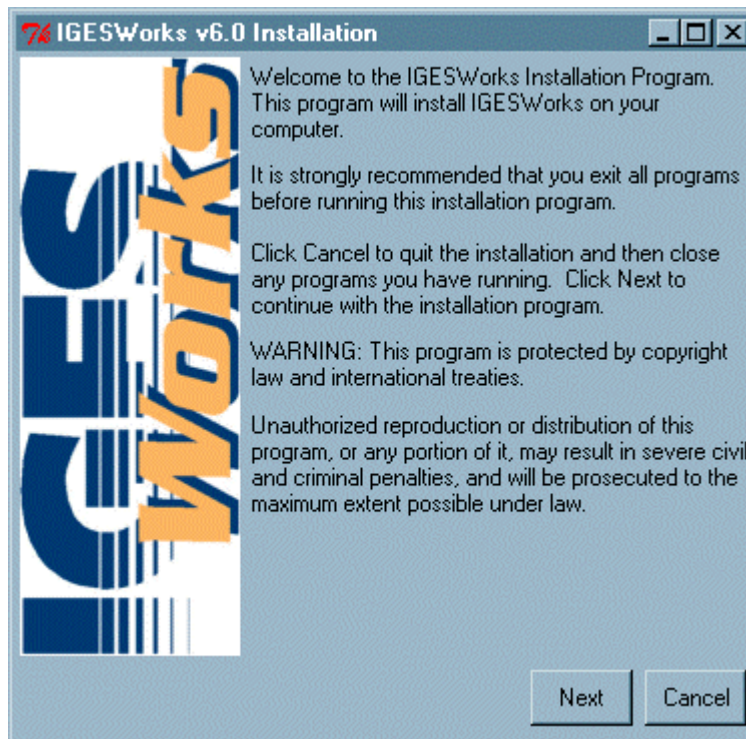 IGESWorks v6.0 Installation
IGES
Works
Welcome to the IGESWorks Installation Program.
This program will install IGESWorks on your
computer.
It is strongly recommended that you exit all programs
before running this installation program.
Click Cancel to quit the installation and then close
any programs you have running.  Click Next to
continue with the installation program.
WARNING: This program is protected by copyright
law and international treaties.
Unauthorized reproduction or distribution of this
program, or any portion of it, may result in severe civil
and criminal penalties, and will be prosecuted to the
maximum extent possible under law.
Next
Cancel